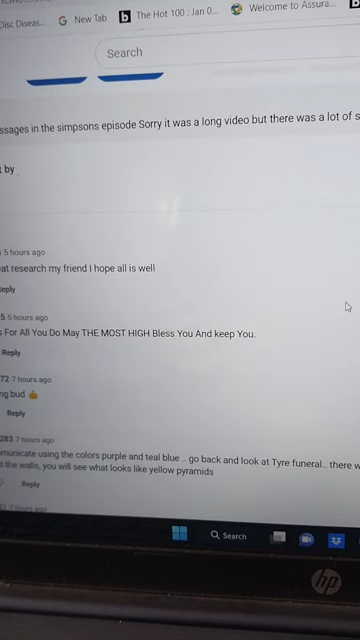 Disc Diseas... New Tab The Hot 100 : Jan 0... Welcome to Assura...
Search
ssages in the simpsons episode Sorry it was a long video but there was a lot of s
t by
5 hours ago
at research my friend I hope all is well
eply
5 5 hours ago
s For All You Do May THE MOST HIGH Bless You And keep You.
Reply
72 7 hours ago
ng bud 👍
Reply
283 7 hours ago
municate using the colors purple and teal blue .. go back and look at Tyre funeral.. there w
t the walls, you will see what looks like yellow pyramids
Reply
7 hours ago
Search
hp